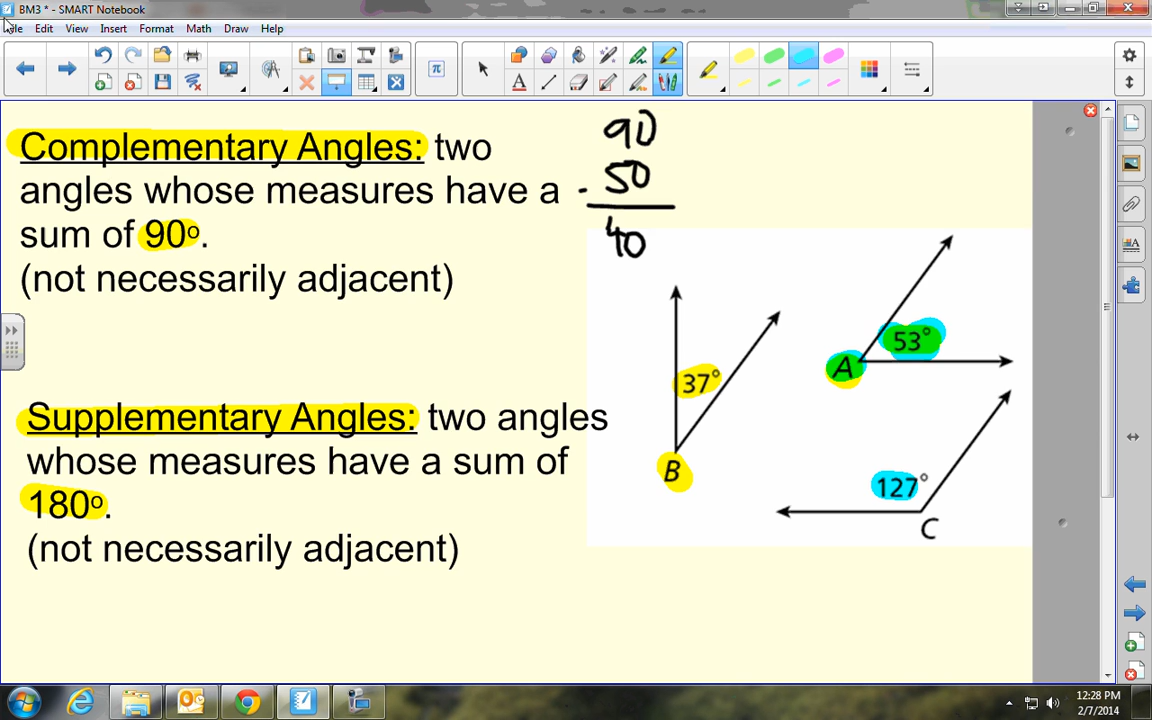 BM3 * - SMART Notebook
Edit View Insert Format Math Draw Help
Complementary Angles: two
angles whose measures have a
sum of 90º.
(not necessarily adjacent)
90
- 50
40
53°
A
37°
B
Supplementary Angles: two angles
whose measures have a sum of
180º.
(not necessarily adjacent)
127°
C
12:28 PM
2/7/2014